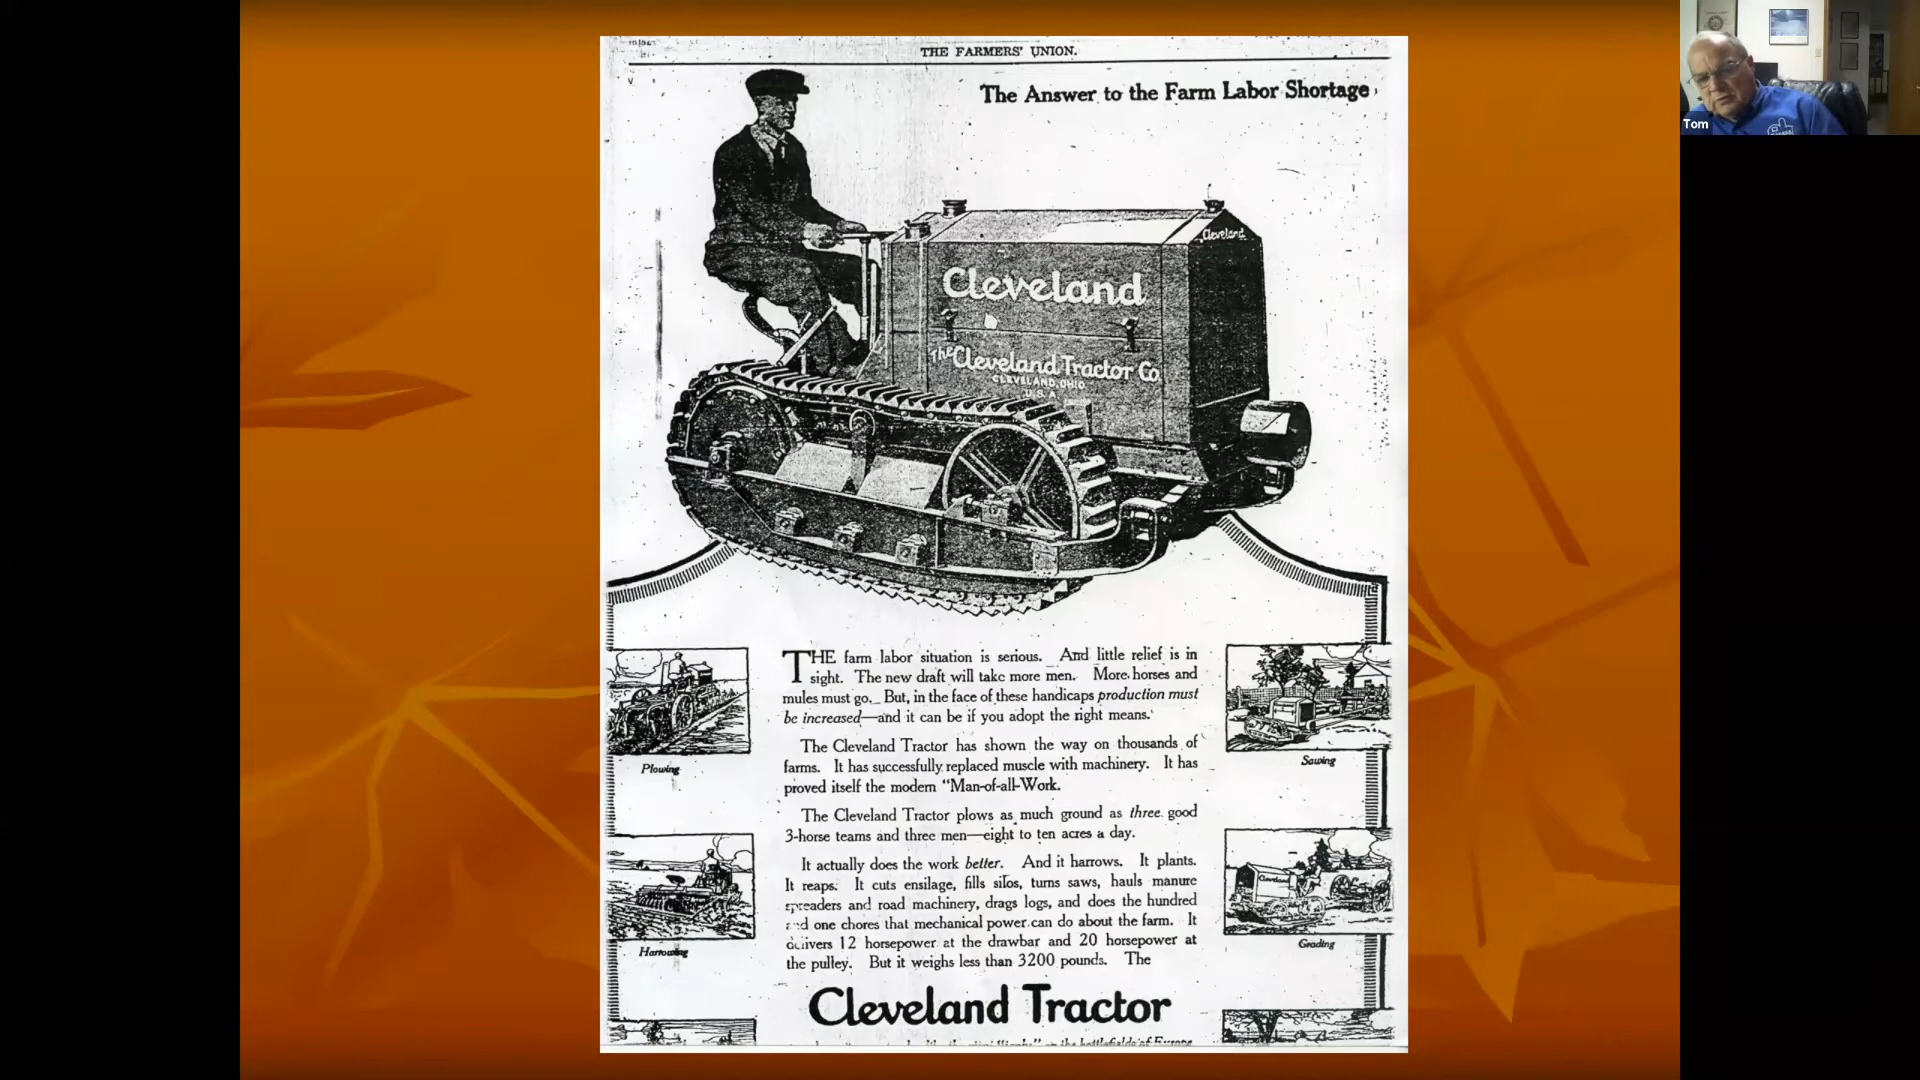 THE FARMERS' UNION.
The Answer to the Farm Labor Shortage
Cleveland
Cleveland
The Cleveland Tractor Co.
CLEVELAND, OHIO
U.S.A.
THE farm labor situation is serious. And little relief is in
sight. The new draft will take more men. More horses and
mules must go. But, in the face of these handicaps production must
be increased—and it can be if you adopt the right means.
The Cleveland Tractor has shown the way on thousands of
farms. It has successfully replaced muscle with machinery. It has
proved itself the modern "Man-of-all-Work.
The Cleveland Tractor plows as much ground as three good
3-horse teams and three men—eight to ten acres a day.
It actually does the work better. And it harrows. It plants.
It reaps. It cuts ensilage, fills silos, turns saws, hauls manure
spreaders and road machinery, drags logs, and does the hundred
and one chores that mechanical power can do about the farm. It
delivers 12 horsepower at the drawbar and 20 horsepower at
the pulley. But it weighs less than 3200 pounds. The
Cleveland Tractor
on the battlefields of Europe
Plowing
Harrowing
Sawing
Cleveland
Grading
Tom